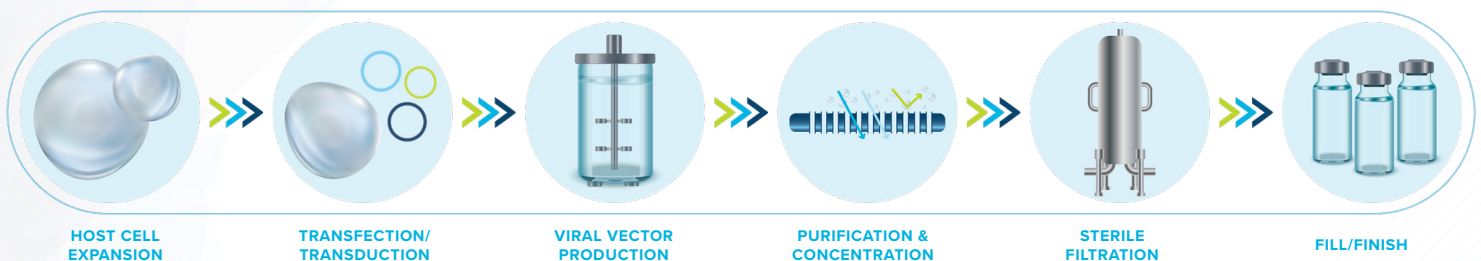 HOST CELL
EXPANSION
TRANSFECTION/
TRANSDUCTION
VIRAL VECTOR
PRODUCTION
PURIFICATION &
CONCENTRATION
STERILE
FILTRATION
FILL/FINISH